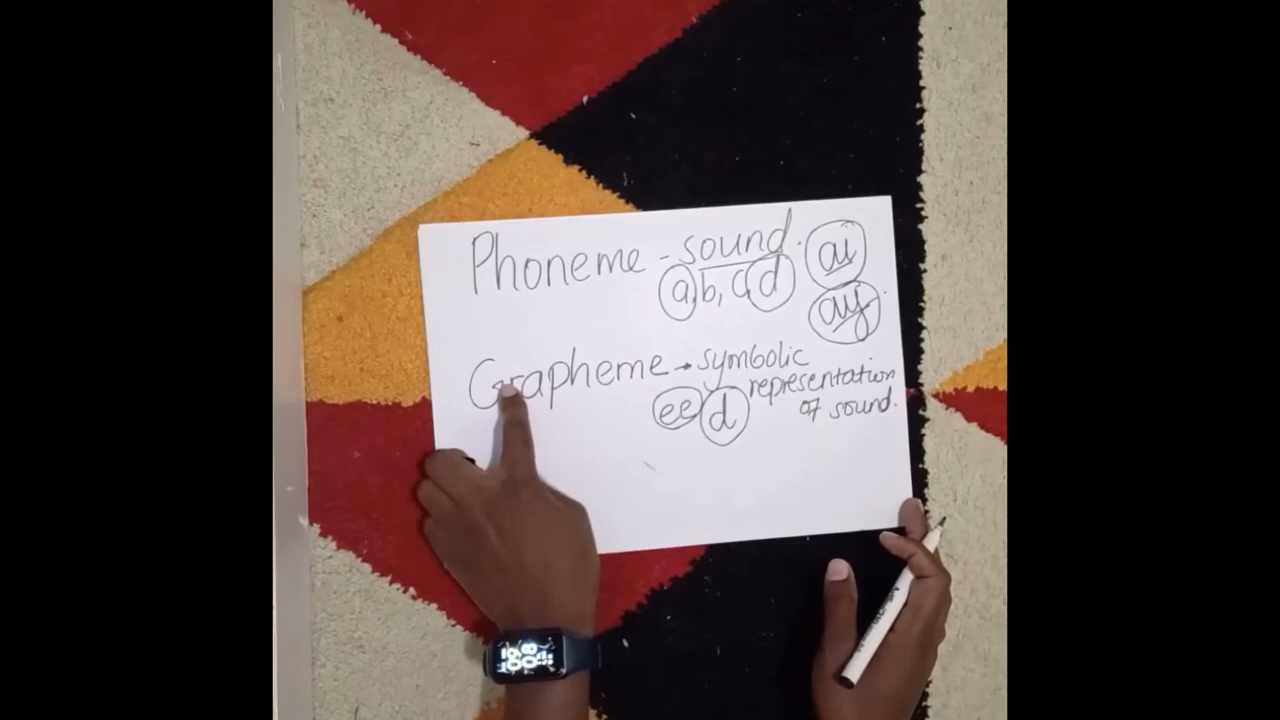 Phoneme - sound. ai
a, b, c, d ay.
Grapheme - symbolic
representation
ee d of sound.